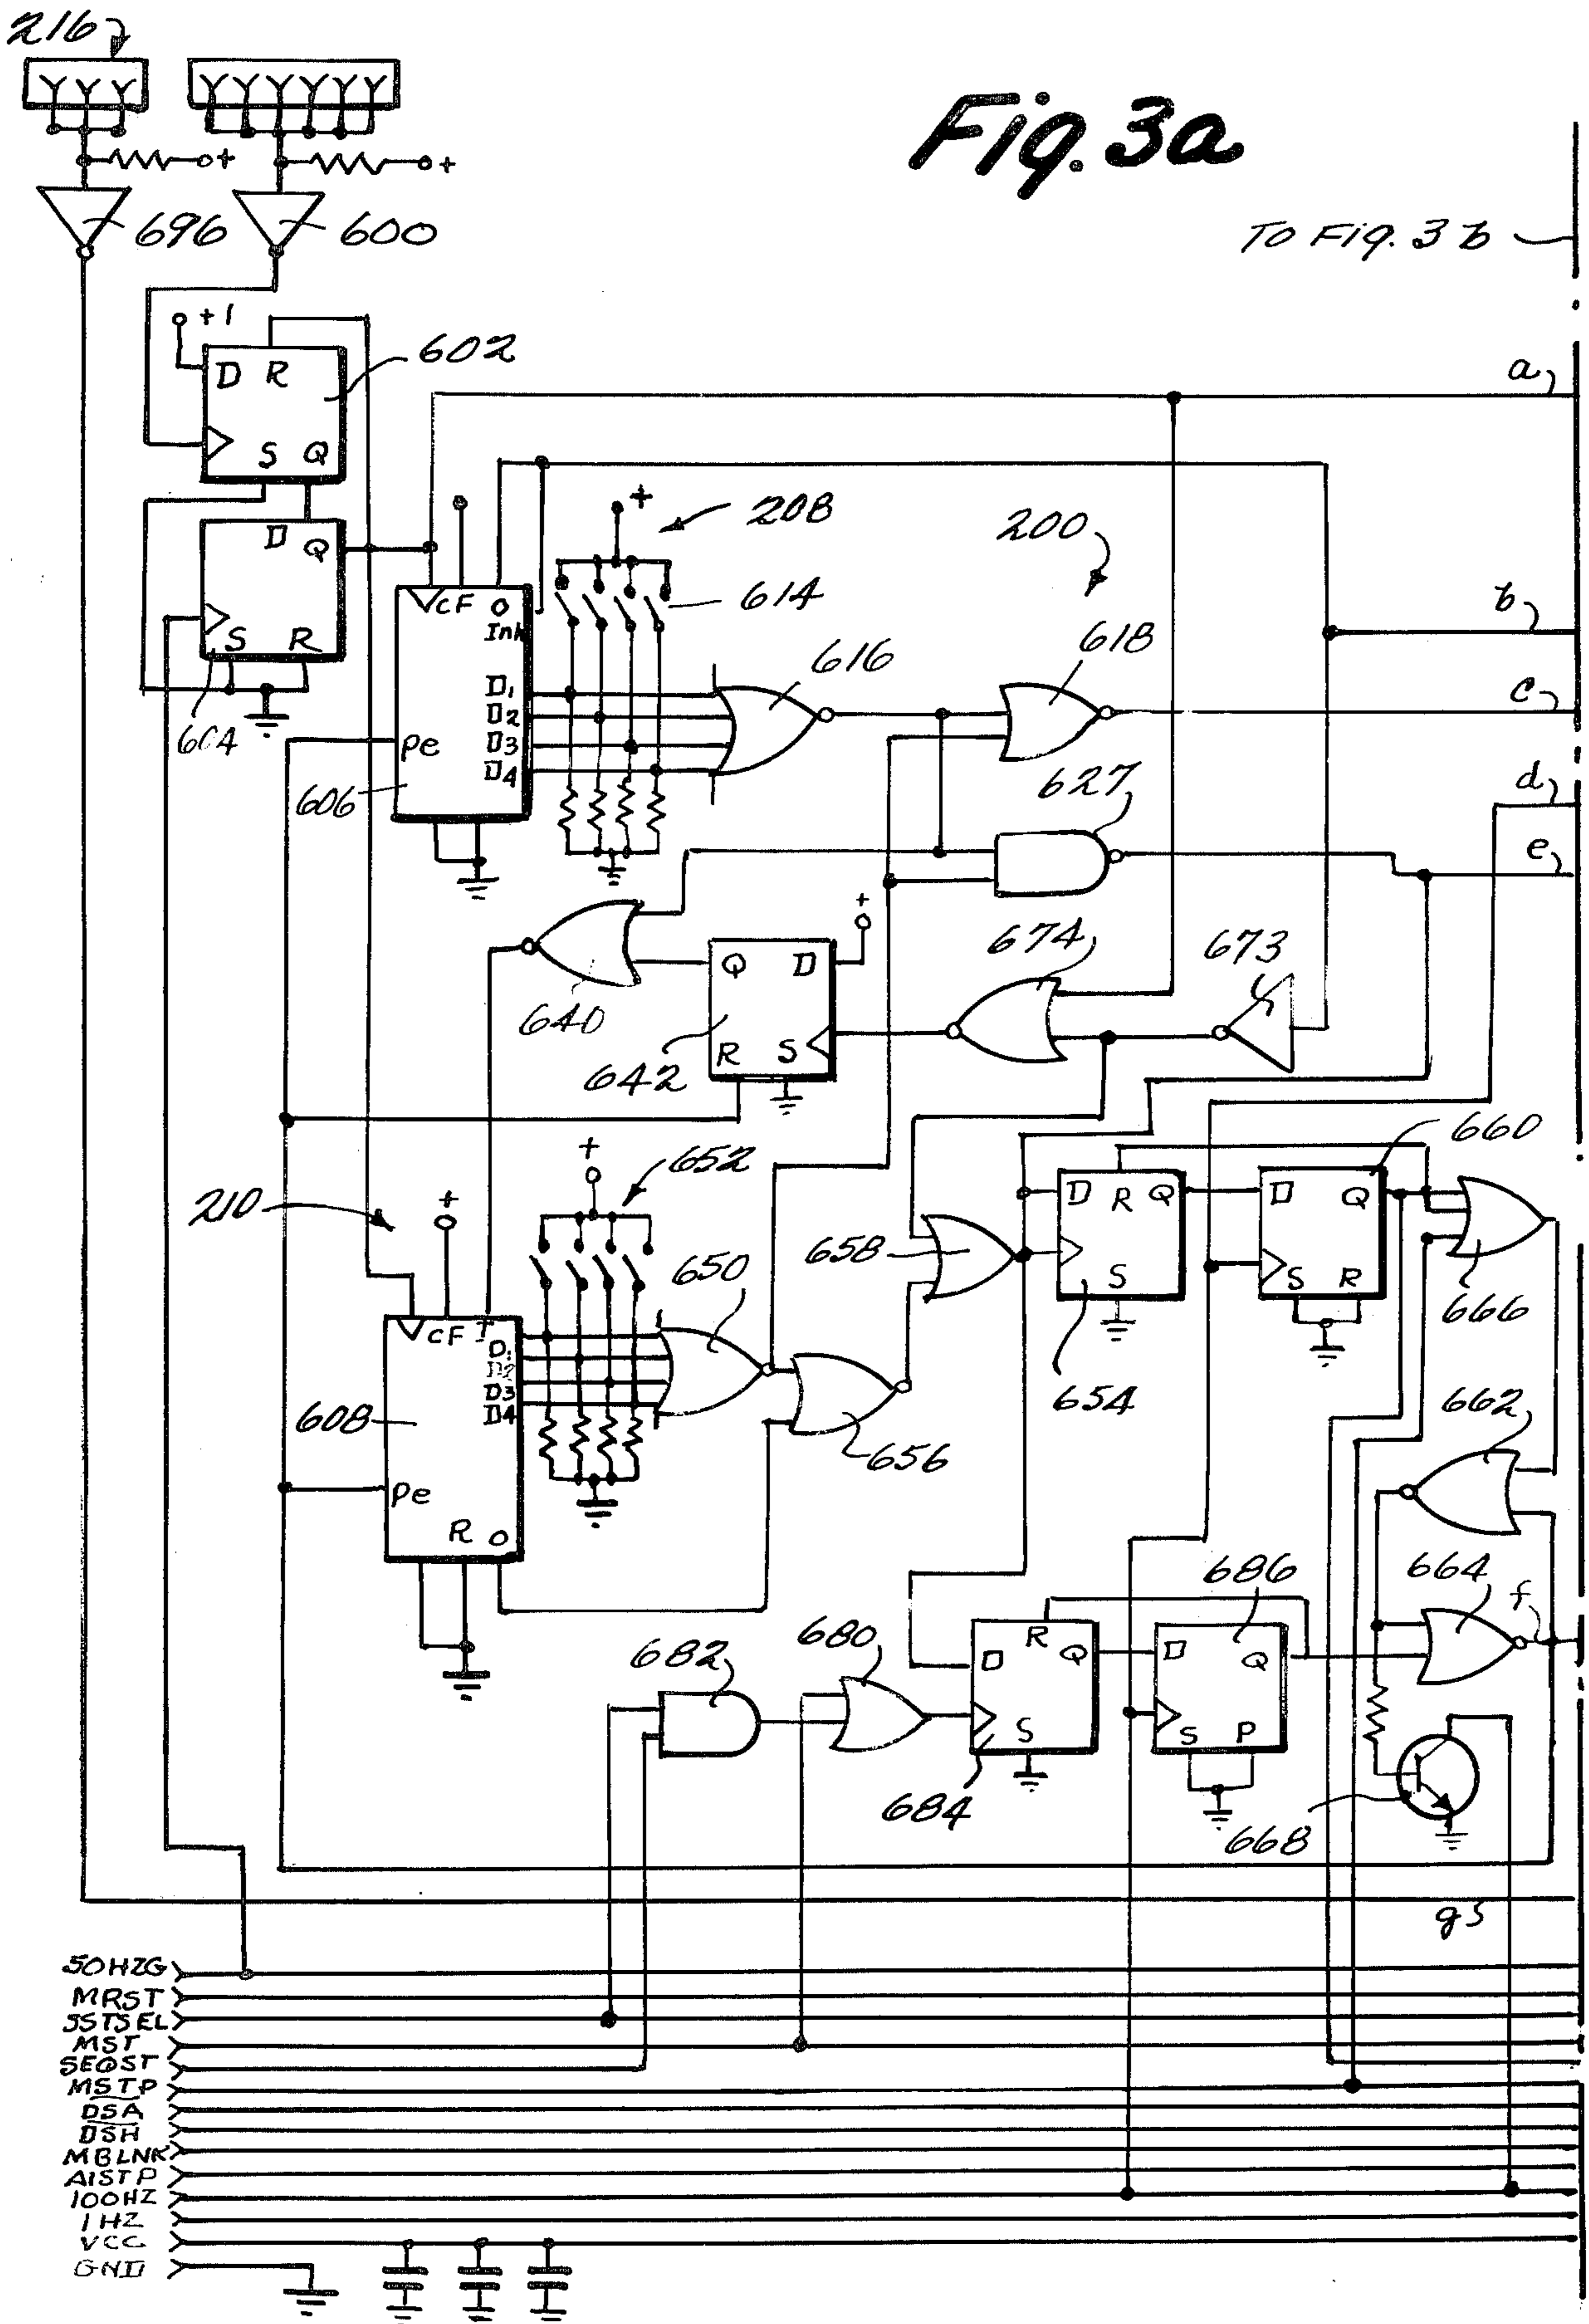 216
Fig. 3a
696
600
To Fig. 3b
+
+
+1
602
D R
S Q
a
+
208
200
D Q
S R
604
CF O
Inh
614
b
616
618
D1
D2
D3
D4
Pe
606
c
627
d
e
+
674
673
640
Q D
R S
642
+
652
660
210
+
D R Q
S
D Q
S R
658
650
666
654
CF I
D1
D2
D3
D4
608
656
662
Pe
R O
686
664
f
682
680
R
D Q
S
D Q
S P
684
668
g
50HZG
MRST
SSTSEL
MST
SEQST
MSTP
DSA
DSH
MBLNK
AISTP
100HZ
1HZ
VCC
GND